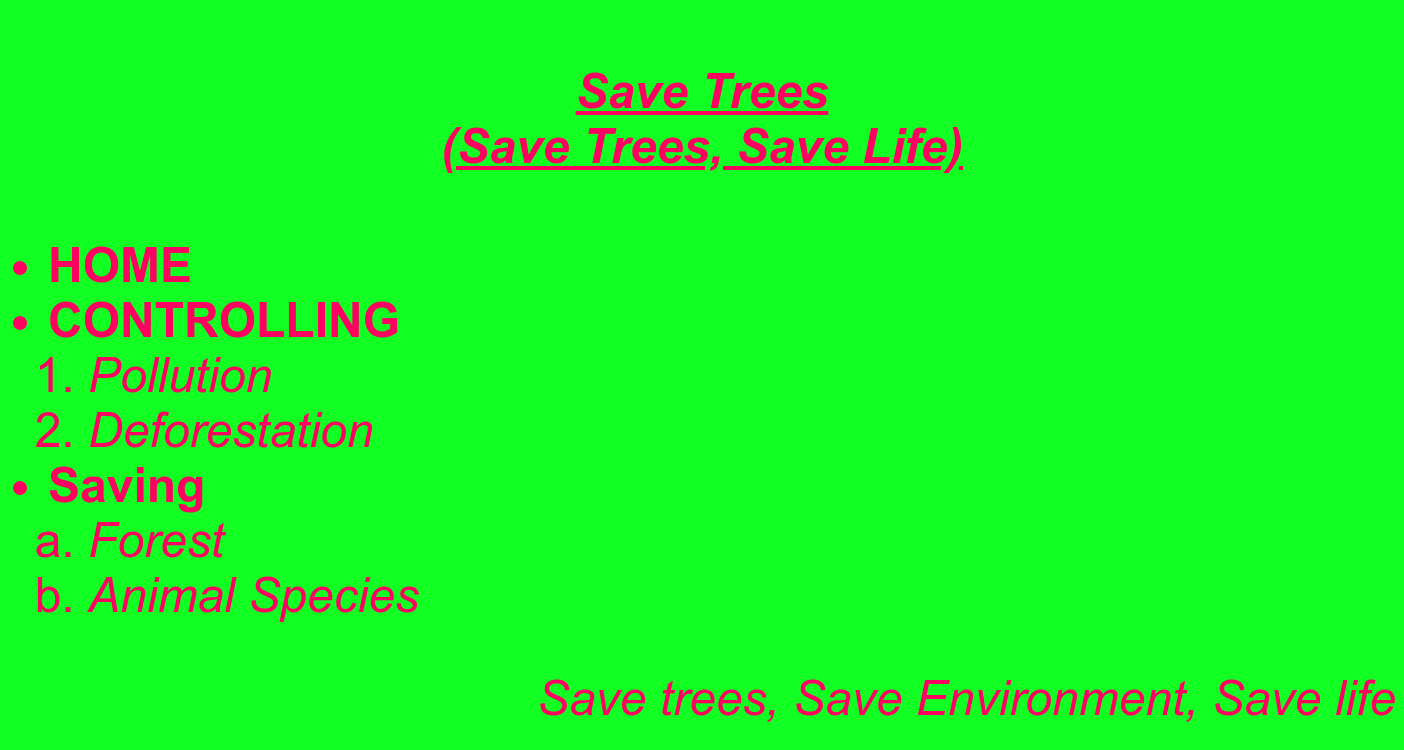 Save Trees
(Save Trees, Save Life)
• HOME
• CONTROLLING
1. Pollution
2. Deforestation
• Saving
a. Forest
b. Animal Species
Save trees, Save Environment, Save life